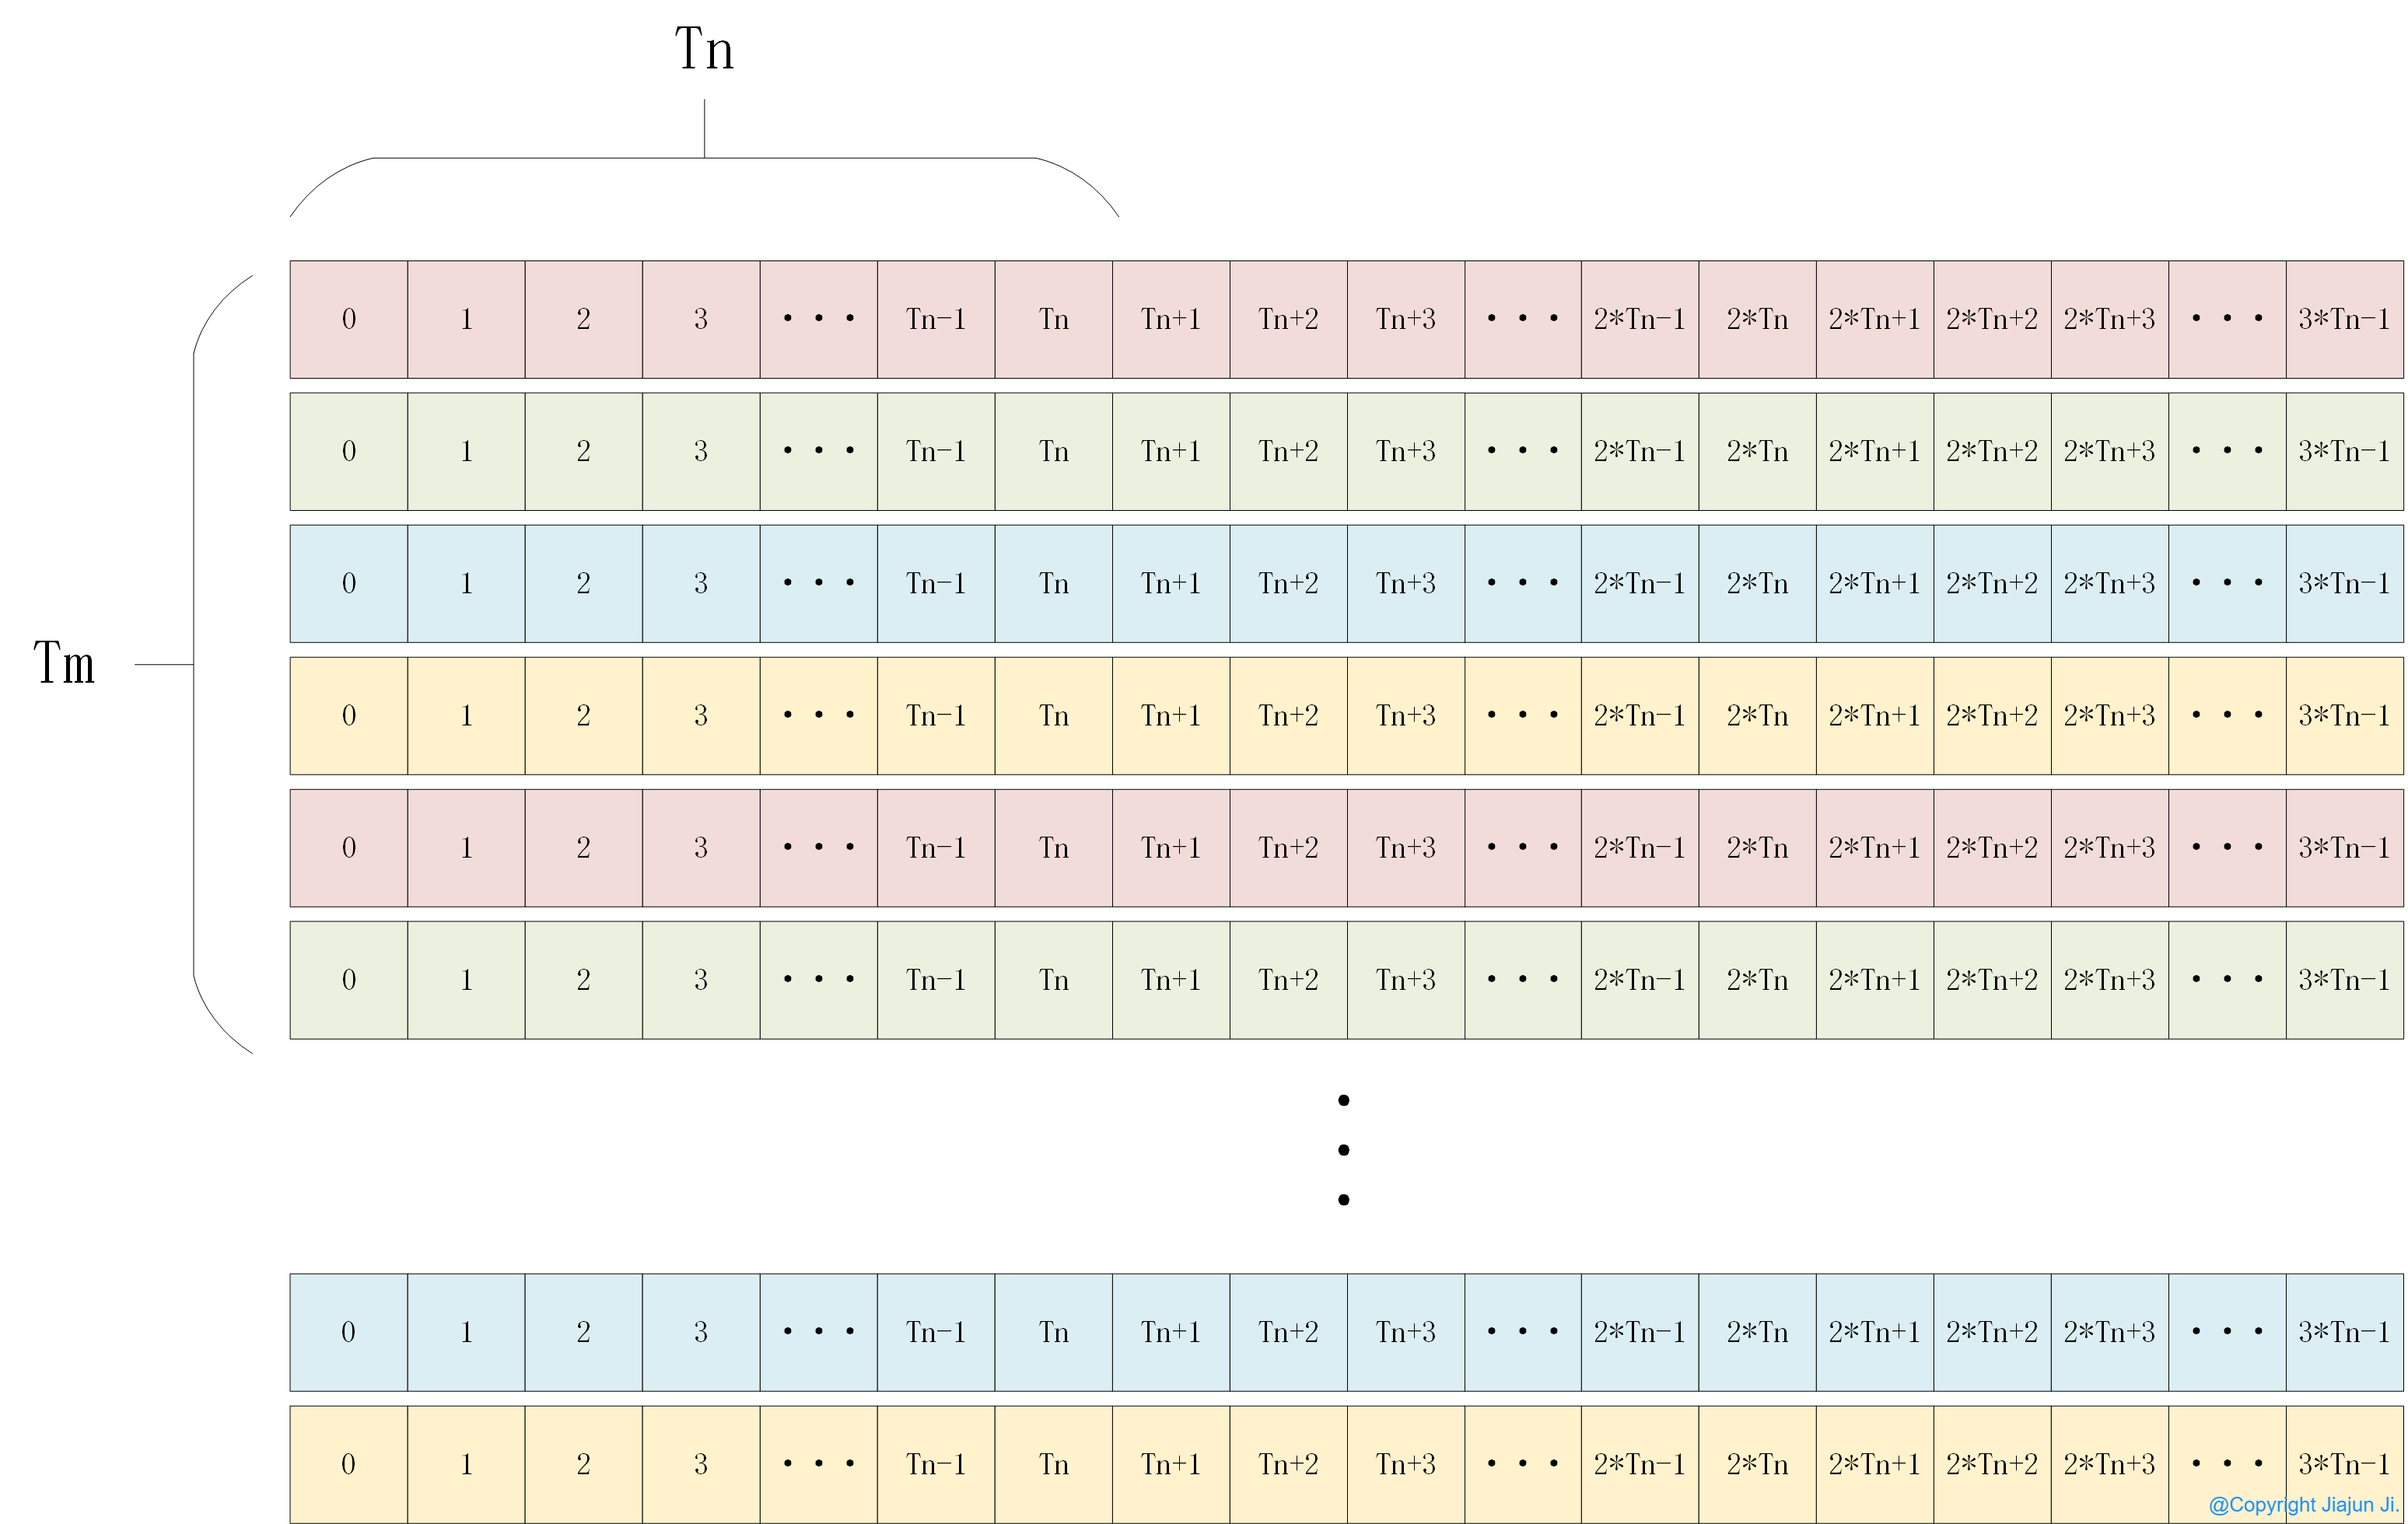 Tn
0 1 2 3 • • • Tn-1 Tn Tn+1 Tn+2 Tn+3 • • • 2*Tn-1 2*Tn 2*Tn+1 2*Tn+2 2*Tn+3 • • • 3*Tn-1
0 1 2 3 • • • Tn-1 Tn Tn+1 Tn+2 Tn+3 • • • 2*Tn-1 2*Tn 2*Tn+1 2*Tn+2 2*Tn+3 • • • 3*Tn-1
0 1 2 3 • • • Tn-1 Tn Tn+1 Tn+2 Tn+3 • • • 2*Tn-1 2*Tn 2*Tn+1 2*Tn+2 2*Tn+3 • • • 3*Tn-1
Tm
0 1 2 3 • • • Tn-1 Tn Tn+1 Tn+2 Tn+3 • • • 2*Tn-1 2*Tn 2*Tn+1 2*Tn+2 2*Tn+3 • • • 3*Tn-1
0 1 2 3 • • • Tn-1 Tn Tn+1 Tn+2 Tn+3 • • • 2*Tn-1 2*Tn 2*Tn+1 2*Tn+2 2*Tn+3 • • • 3*Tn-1
0 1 2 3 • • • Tn-1 Tn Tn+1 Tn+2 Tn+3 • • • 2*Tn-1 2*Tn 2*Tn+1 2*Tn+2 2*Tn+3 • • • 3*Tn-1
•
•
•
0 1 2 3 • • • Tn-1 Tn Tn+1 Tn+2 Tn+3 • • • 2*Tn-1 2*Tn 2*Tn+1 2*Tn+2 2*Tn+3 • • • 3*Tn-1
0 1 2 3 • • • Tn-1 Tn Tn+1 Tn+2 Tn+3 • • • 2*Tn-1 2*Tn 2*Tn+1 2*Tn+2 2*Tn+3 • • • 3*Tn-1
@Copyright Jiajun Ji.